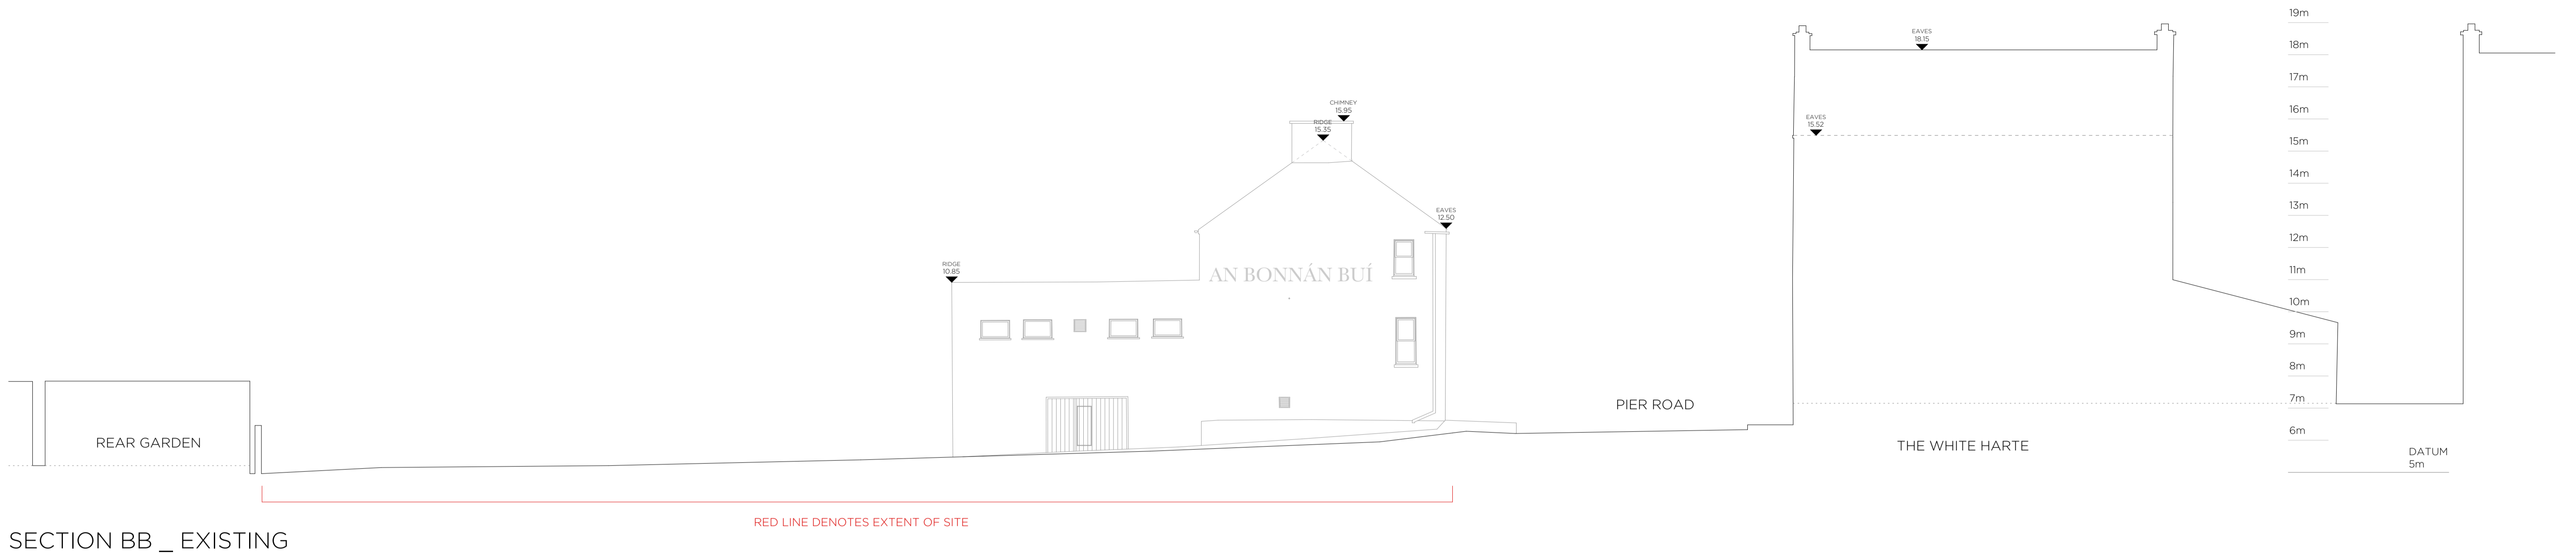 19m
EAVES
18.15
18m
17m
CHIMNEY
15.95
16m
EAVES
15.52
RIDGE
15.35
15m
14m
13m
EAVES
12.50
12m
RIDGE
10.85
AN BONNÁN BUÍ
11m
10m
9m
8m
7m
PIER ROAD
6m
REAR GARDEN
THE WHITE HARTE
DATUM
5m
RED LINE DENOTES EXTENT OF SITE
SECTION BB _ EXISTING